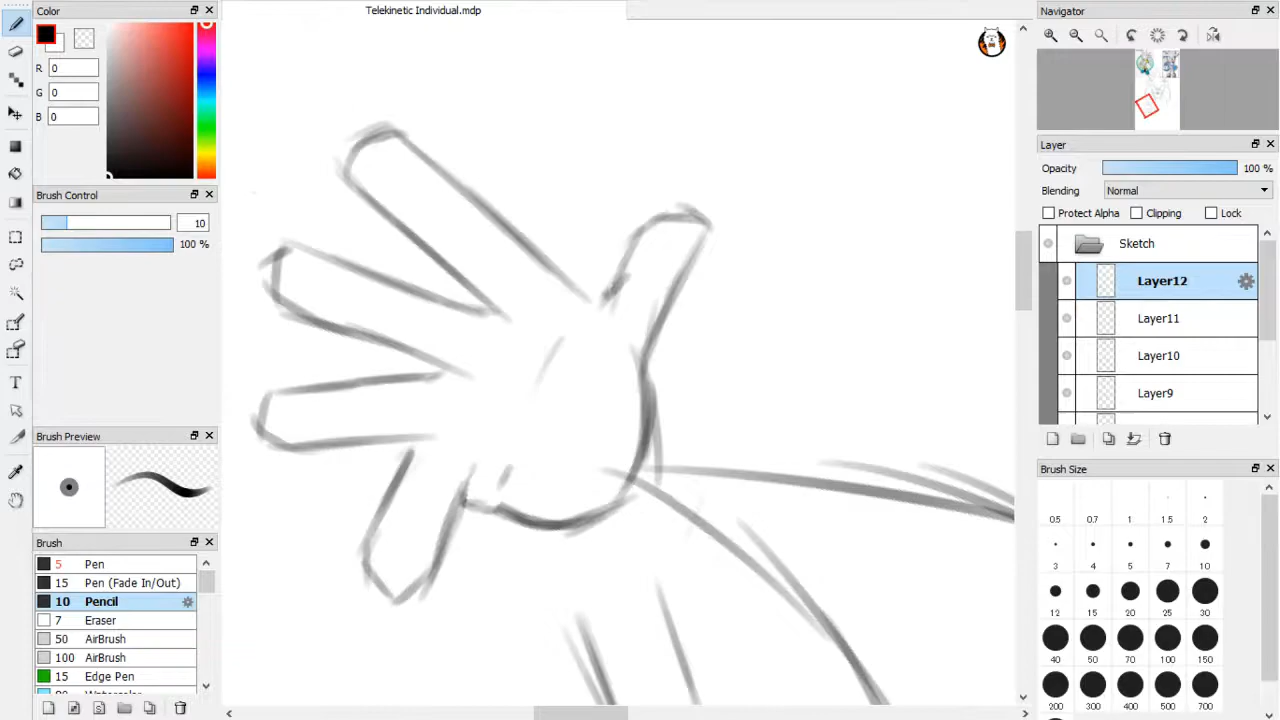 Telekinetic Individual.mdp
Color
R 0
G 0
B 0
Brush Control
10
100 %
Brush Preview
Brush
5 Pen
15 Pen (Fade In/Out)
10 Pencil
7 Eraser
50 AirBrush
100 AirBrush
15 Edge Pen
Navigator
Layer
Opacity 100 %
Blending Normal
Protect Alpha Clipping Lock
Sketch
Layer12
Layer11
Layer10
Layer9
Brush Size
0.5 0.7 1 1.5 2
3 4 5 7 10
12 15 20 25 30
40 50 70 100 150
200 300 400 500 700